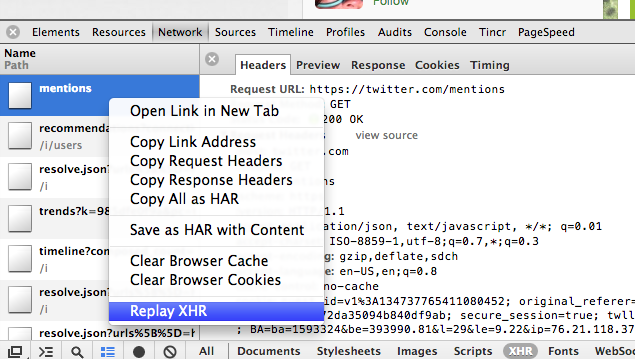 Follow
Elements Resources Network Sources Timeline Profiles Audits Console Tincr PageSpeed
Name
Path
Headers Preview Response Cookies Timing
mentions
Request URL: https://twitter.com/mentions
GET
200 OK
view source
.com
Open Link in New Tab
Copy Link Address
Copy Request Headers
Copy Response Headers
Copy All as HAR
Save as HAR with Content
Clear Browser Cache
Clear Browser Cookies
Replay XHR
recommenda
/i/users
resolve.json?
/i
trends?k=98
timeline?con
/i
resolve.json?
/i
resolve.json?urls%5B%5D=h
1.1
ation/json, text/javascript, */*; q=0.01
ISO-8859-1,utf-8;q=0.7,*;q=0.3
gzip,deflate,sdch
en-US,en;q=0.8
no-cache
id=v1%3A134737765411080452; original_referer=
72da35094b840df9ab; secure_session=true; twll
; BA=ba=1593324&be=393990.81&l=29&le=9.22&ip=76.21.118.37
All Documents Stylesheets Images Scripts XHR Fonts WebSo